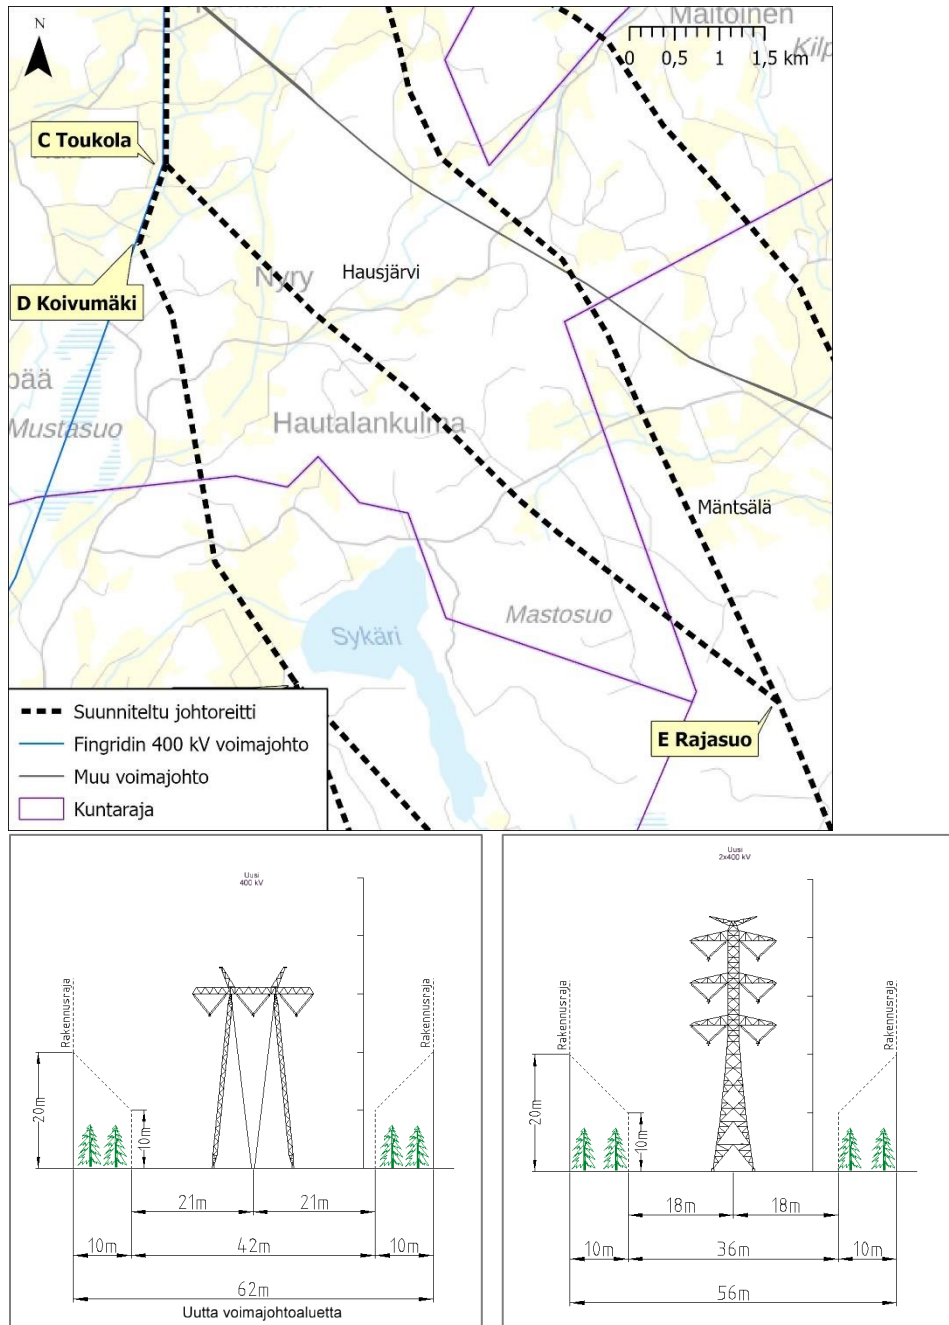 N
Maitoinen
0 0,5 1 1,5 km
C Toukola
Nyry
Hausjärvi
D Koivumäki
Mustasuo
Hautalankulma
Mäntsälä
Mastosuo
Sykäri
E Rajasuo
Suunniteltu johtoreitti
Fingridin 400 kV voimajohto
Muu voimajohto
Kuntaraja
Uusi
400 kV
Rakennusraja
Rakennusraja
20m
10m
21m 21m
10m 42m 10m
62m
Uutta voimajohtoaluetta
Uusi
2x400 kV
Rakennusraja
Rakennusraja
20m
10m
18m 18m
10m 36m 10m
56m